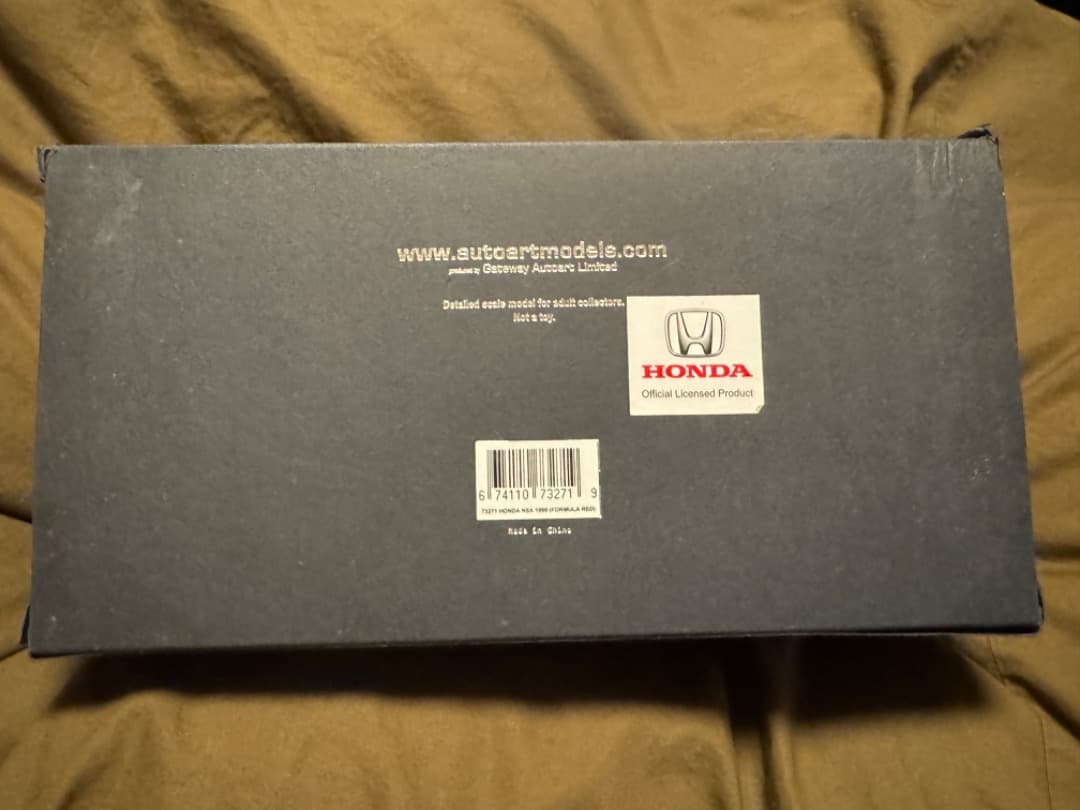 www.autoartmodels.com
produced by Gateway Autoart Limited
Detailed scale model for adult collectors.
Not a toy.
HONDA
Official Licensed Product
6 74110 73271 9
73271 HONDA NSX 1990 (FORMULA RED)
Made in China